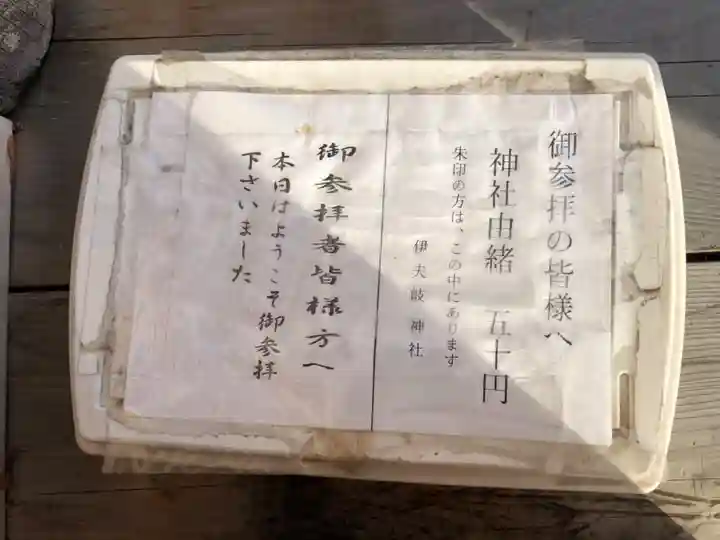 御参拝の皆様へ
神社由緒　五十円
朱印の方は、この中にあります
伊夫岐神社
御参拝者皆様方へ
本日はようこそ御参拝
下さいました